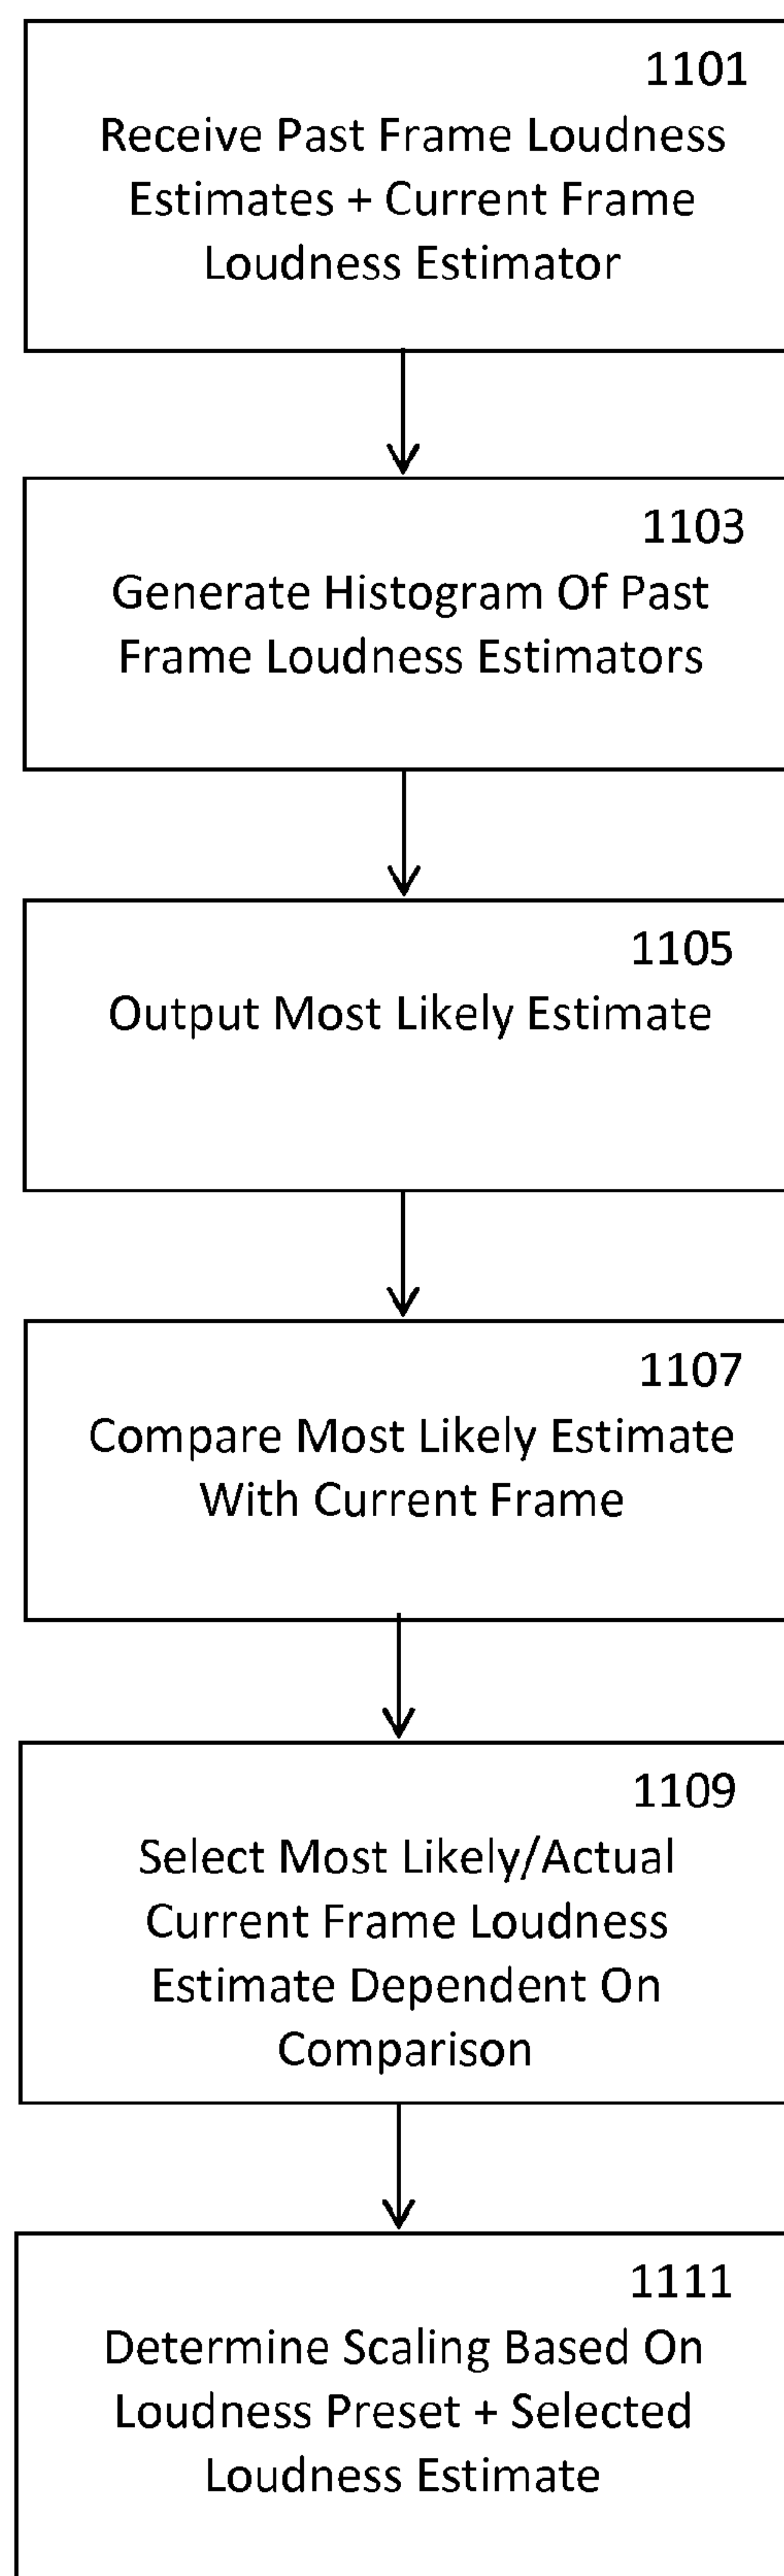 1101
Receive Past Frame Loudness
Estimates + Current Frame
Loudness Estimator
1103
Generate Histogram Of Past
Frame Loudness Estimators
1105
Output Most Likely Estimate
1107
Compare Most Likely Estimate
With Current Frame
1109
Select Most Likely/Actual
Current Frame Loudness
Estimate Dependent On
Comparison
1111
Determine Scaling Based On
Loudness Preset + Selected
Loudness Estimate